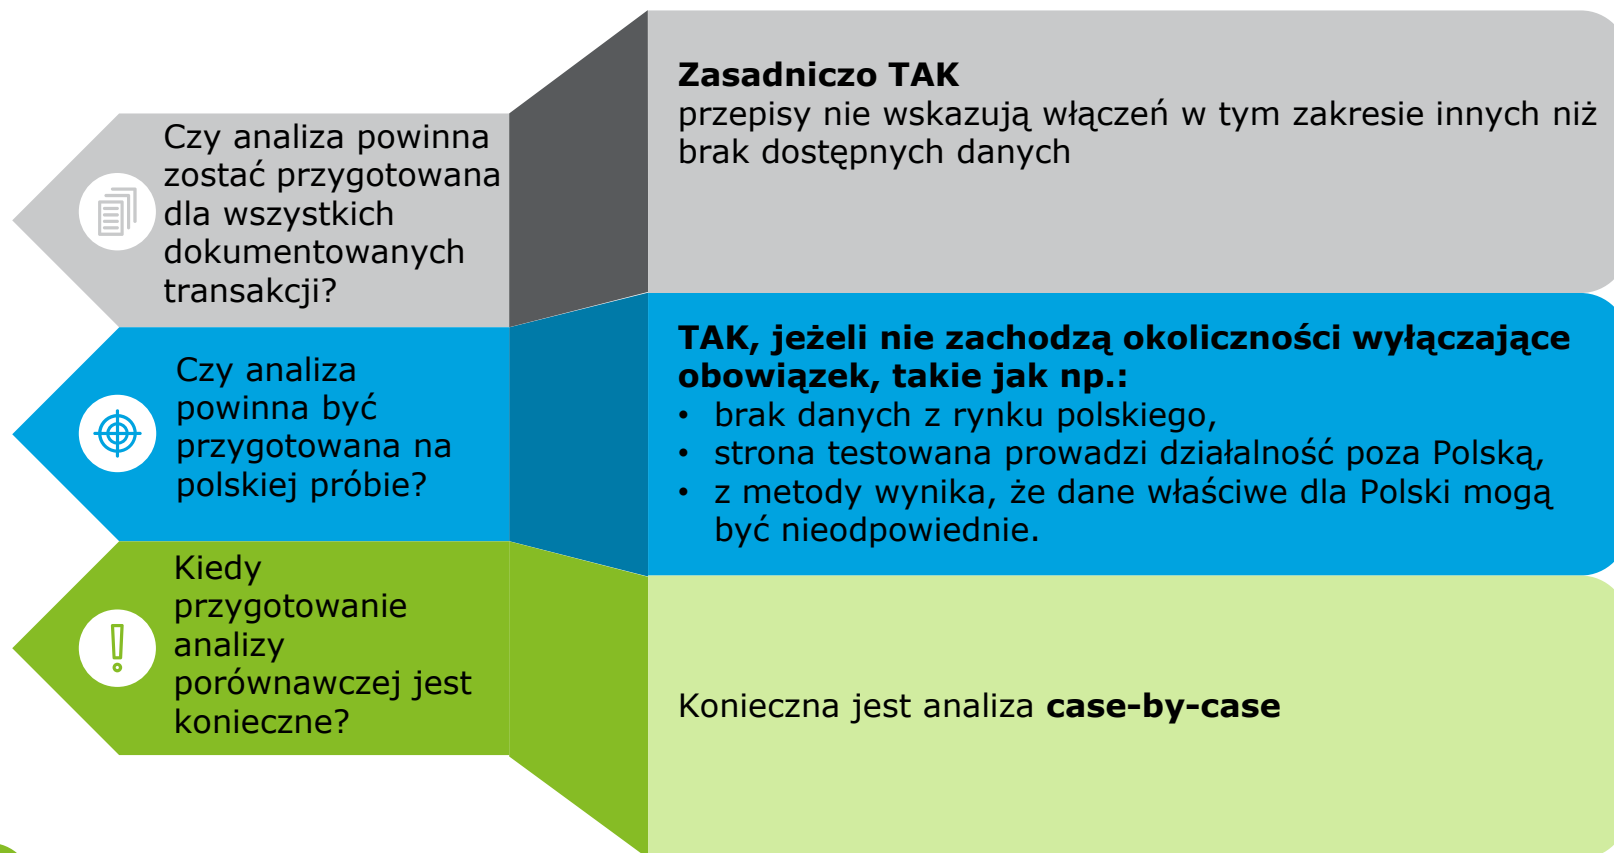 Czy analiza powinna
zostać przygotowana
dla wszystkich
dokumentowanych
transakcji?
Zasadniczo TAK
przepisy nie wskazują włączeń w tym zakresie innych niż
brak dostępnych danych
Czy analiza
powinna być
przygotowana na
polskiej próbie?
TAK, jeżeli nie zachodzą okoliczności wyłączające
obowiązek, takie jak np.:
• brak danych z rynku polskiego,
• strona testowana prowadzi działalność poza Polską,
• z metody wynika, że dane właściwe dla Polski mogą
być nieodpowiednie.
Kiedy
przygotowanie
analizy
porównawczej jest
konieczne?
Konieczna jest analiza case-by-case